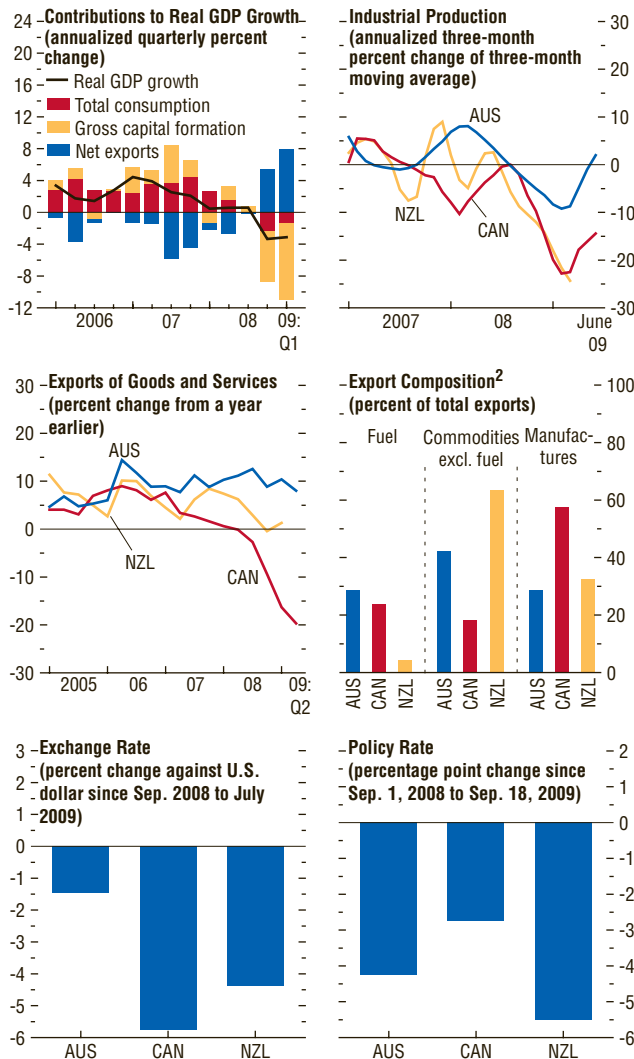 Contributions to Real GDP Growth
(annualized quarterly percent
change)
Real GDP growth
Total consumption
Gross capital formation
Net exports
24
20
16
12
8
4
0
-4
-8
-12
2006
07
08
09:
Q1
Industrial Production
(annualized three-month
percent change of three-month
moving average)
AUS
NZL
CAN
30
20
10
0
-10
-20
-30
2007
08
June
09
Exports of Goods and Services
(percent change from a year
earlier)
AUS
NZL
CAN
30
20
10
0
-10
-20
-30
2005
06
07
08
09:
Q2
Export Composition2
(percent of total exports)
Fuel
Commodities
excl. fuel
Manufac-
tures
100
80
60
40
20
0
AUS
CAN
NZL
AUS
CAN
NZL
AUS
CAN
NZL
Exchange Rate
(percent change against U.S.
dollar since Sep. 2008 to July
2009)
3
2
1
0
-1
-2
-3
-4
-5
-6
AUS
CAN
NZL
Policy Rate
(percentage point change since
Sep. 1, 2008 to Sep. 18, 2009)
2
1
0
-1
-2
-3
-4
-5
-6
AUS
CAN
NZL